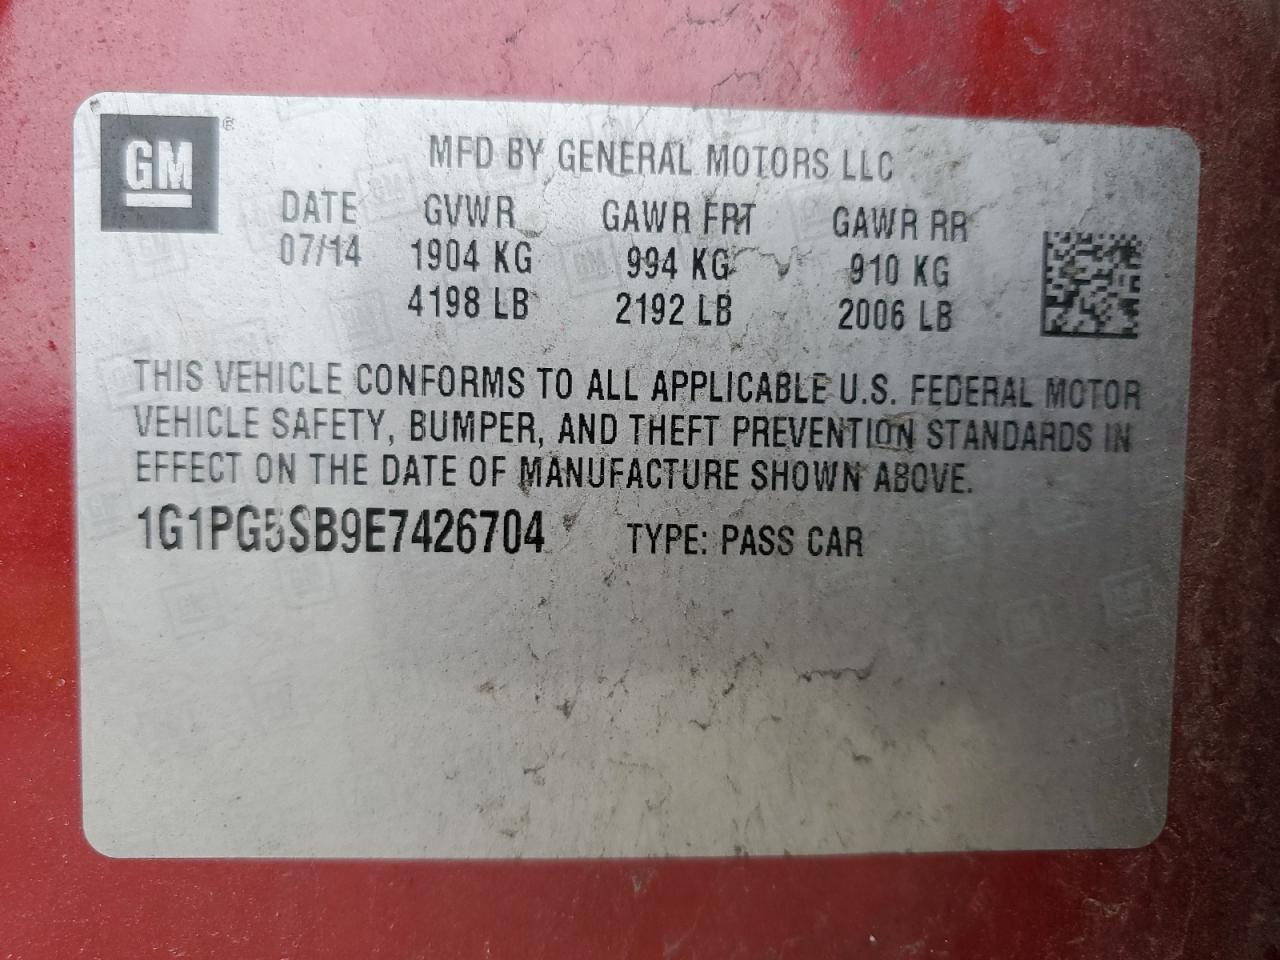 GM ®
MFD BY GENERAL MOTORS LLC
DATE GVWR GAWR FRT GAWR RR
07/14 1904 KG 994 KG 910 KG
4198 LB 2192 LB 2006 LB
THIS VEHICLE CONFORMS TO ALL APPLICABLE U.S. FEDERAL MOTOR
VEHICLE SAFETY, BUMPER, AND THEFT PREVENTION STANDARDS IN
EFFECT ON THE DATE OF MANUFACTURE SHOWN ABOVE.
1G1PG5SB9E7426704 TYPE: PASS CAR